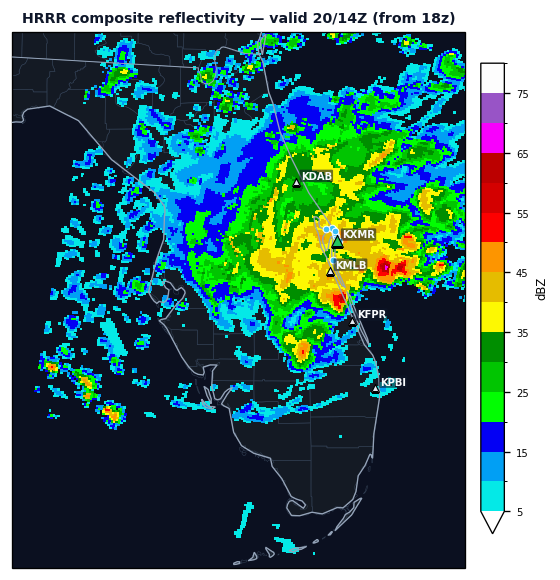 HRRR composite reflectivity — valid 20/14Z (from 18z)
KDAB
KXMR
KMLB
KFPR
KPBI
75
65
55
45
35
25
15
5
dBZ